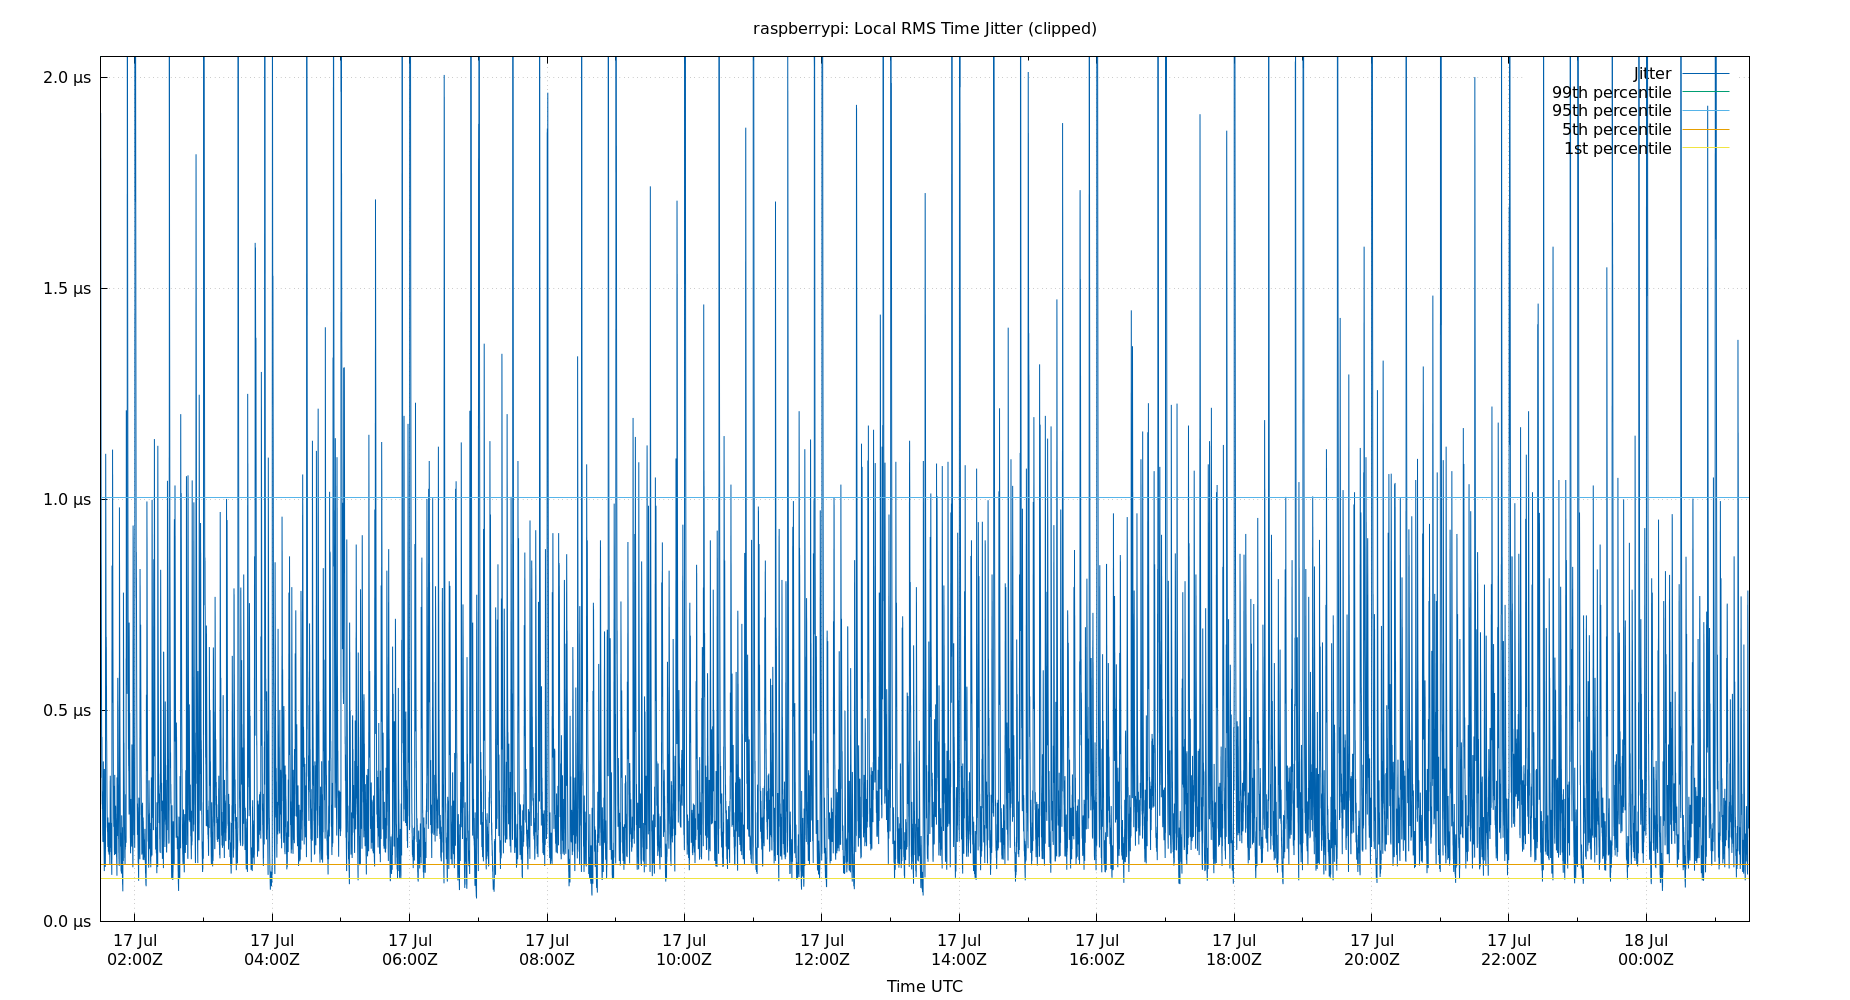 raspberrypi: Local RMS Time Jitter (clipped)
2.0 μs
1.5 μs
1.0 μs
0.5 μs
0.0 μs
Jitter
99th percentile
95th percentile
5th percentile
1st percentile
17 Jul 17 Jul 17 Jul 17 Jul 17 Jul 17 Jul 17 Jul 17 Jul 17 Jul 17 Jul 17 Jul 18 Jul
02:00Z 04:00Z 06:00Z 08:00Z 10:00Z 12:00Z 14:00Z 16:00Z 18:00Z 20:00Z 22:00Z 00:00Z
Time UTC